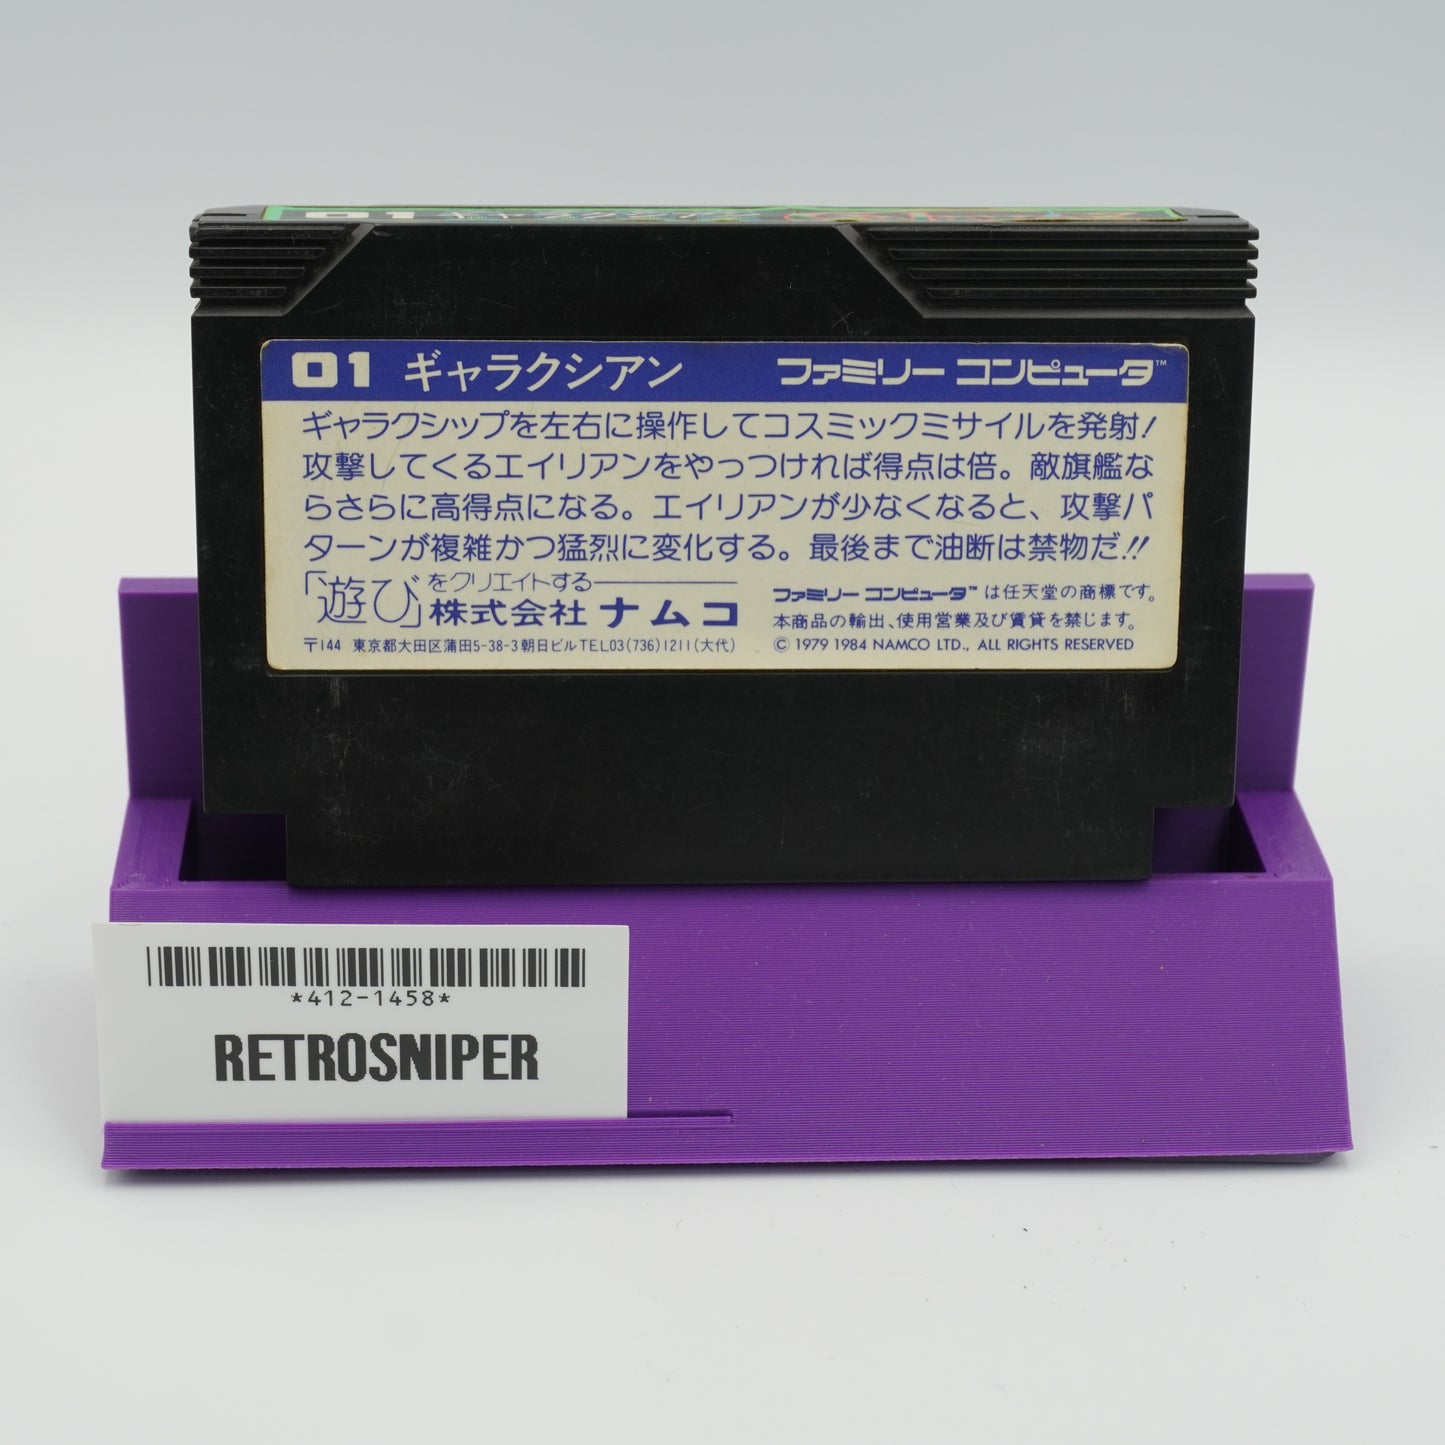 01 ギャラクシアン
01 ギャラクシアン ファミリー コンピュータ™
ギャラクシップを左右に操作してコスミックミサイルを発射!
攻撃してくるエイリアンをやっつければ得点は倍。敵旗艦な
らさらに高得点になる。エイリアンが少なくなると、攻撃パ
ターンが複雑かつ猛烈に変化する。最後まで油断は禁物だ!!
「遊び」をクリエイトする
株式会社 ナムコ
〒144 東京都大田区蒲田5-38-3朝日ビルTEL03(736)1211(大代)
ファミリー コンピュータ™は任天堂の商標です。
本商品の輸出、使用営業及び賃貸を禁じます。
© 1979 1984 NAMCO LTD., ALL RIGHTS RESERVED
*412-1458*
RETROSNIPER